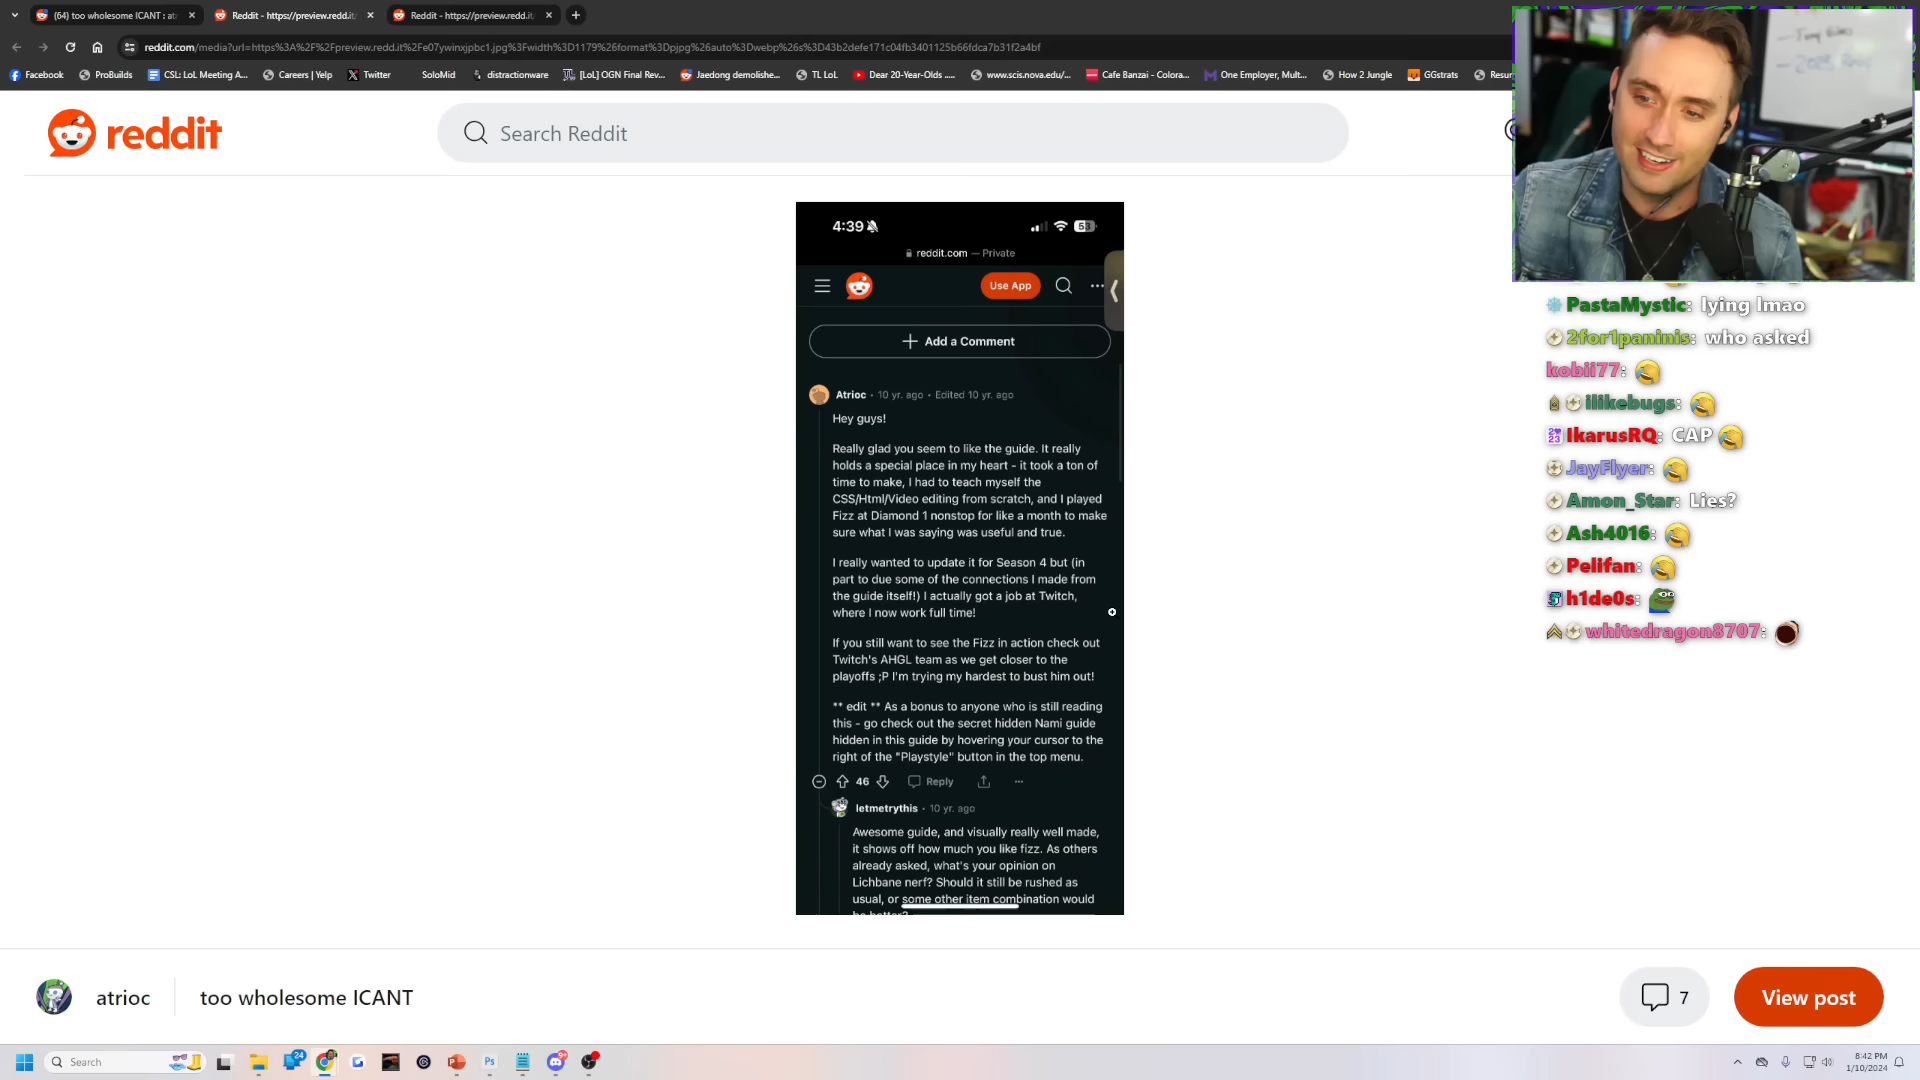 (64) too wholesome ICANT : atr
Reddit - https://preview.redd.it/
Reddit - https://preview.redd.it/
reddit.com/media?url=https%3A%2F%2Fpreview.redd.it%2Fe07ywinxjpbc1.jpg%3Fwidth%3D1179%26format%3Dpjpg%26auto%3Dwebp%26s%3D43b2defe171c04fb3401125b66fdca7b31f2a4bf
Facebook
ProBuilds
CSL: LoL Meeting A...
Careers | Yelp
Twitter
SoloMid
distractionware
[LoL] OGN Final Rev...
Jaedong demolishe...
TL LoL
Dear 20-Year-Olds .....
www.scis.nova.edu/...
Cafe Banzai - Colora...
One Employer, Mult...
How 2 Jungle
GGstrats
Resur
reddit
Search Reddit
4:39
53
reddit.com — Private
Use App
Add a Comment
Atrioc • 10 yr. ago • Edited 10 yr. ago
Hey guys!
Really glad you seem to like the guide. It really
holds a special place in my heart - it took a ton of
time to make, I had to teach myself the
CSS/Html/Video editing from scratch, and I played
Fizz at Diamond 1 nonstop for like a month to make
sure what I was saying was useful and true.
I really wanted to update it for Season 4 but (in
part to due some of the connections I made from
the guide itself!) I actually got a job at Twitch,
where I now work full time!
If you still want to see the Fizz in action check out
Twitch's AHGL team as we get closer to the
playoffs ;P I'm trying my hardest to bust him out!
** edit ** As a bonus to anyone who is still reading
this - go check out the secret hidden Nami guide
hidden in this guide by hovering your cursor to the
right of the "Playstyle" button in the top menu.
46
Reply
letmetrythis • 10 yr. ago
Awesome guide, and visually really well made,
it shows off how much you like fizz. As others
already asked, what's your opinion on
Lichbane nerf? Should it still be rushed as
usual, or some other item combination would
be better?
PastaMystic: lying lmao
2for1paninis: who asked
kobii77:
ilikebugs:
IkarusRQ: CAP
JayFlyer:
Amon_Star: Lies?
Ash4016:
Pelifan:
h1de0s:
whitedragon8707:
atrioc
too wholesome ICANT
7
View post
Search
24
9+
8:42 PM
1/10/2024